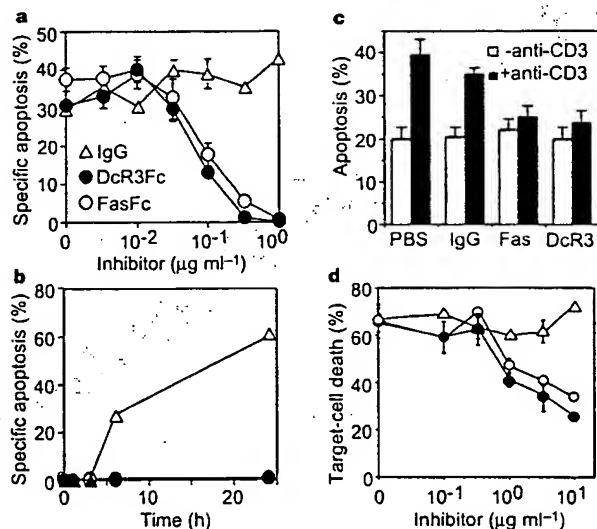 a
Specific apoptosis (%)
50
40
30
20
10
0
IgG
DcR3Fc
FasFc
0 10-2 10-1 100
Inhibitor (µg ml–1)
b
Specific apoptosis (%)
80
60
40
20
0
0 10 20
Time (h)
c
-anti-CD3
+anti-CD3
Apoptosis (%)
40
30
20
10
0
PBS IgG Fas DcR3
d
Target-cell death (%)
80
60
40
20
0
0 10-1 100 101
Inhibitor (µg ml–1)